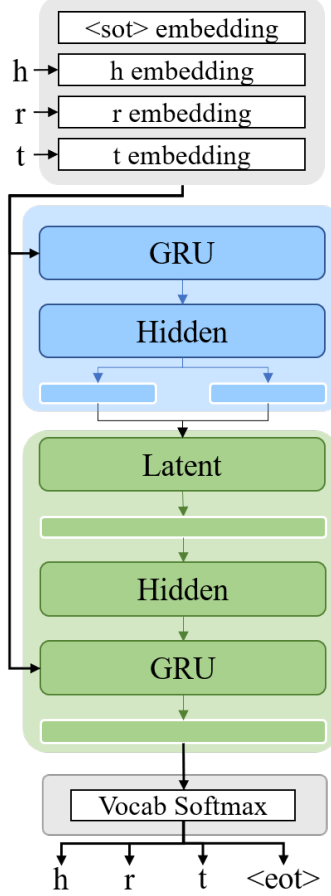 <sot> embedding
h h embedding
r r embedding
t t embedding
GRU
Hidden
Latent
Hidden
GRU
Vocab Softmax
h r t <eot>